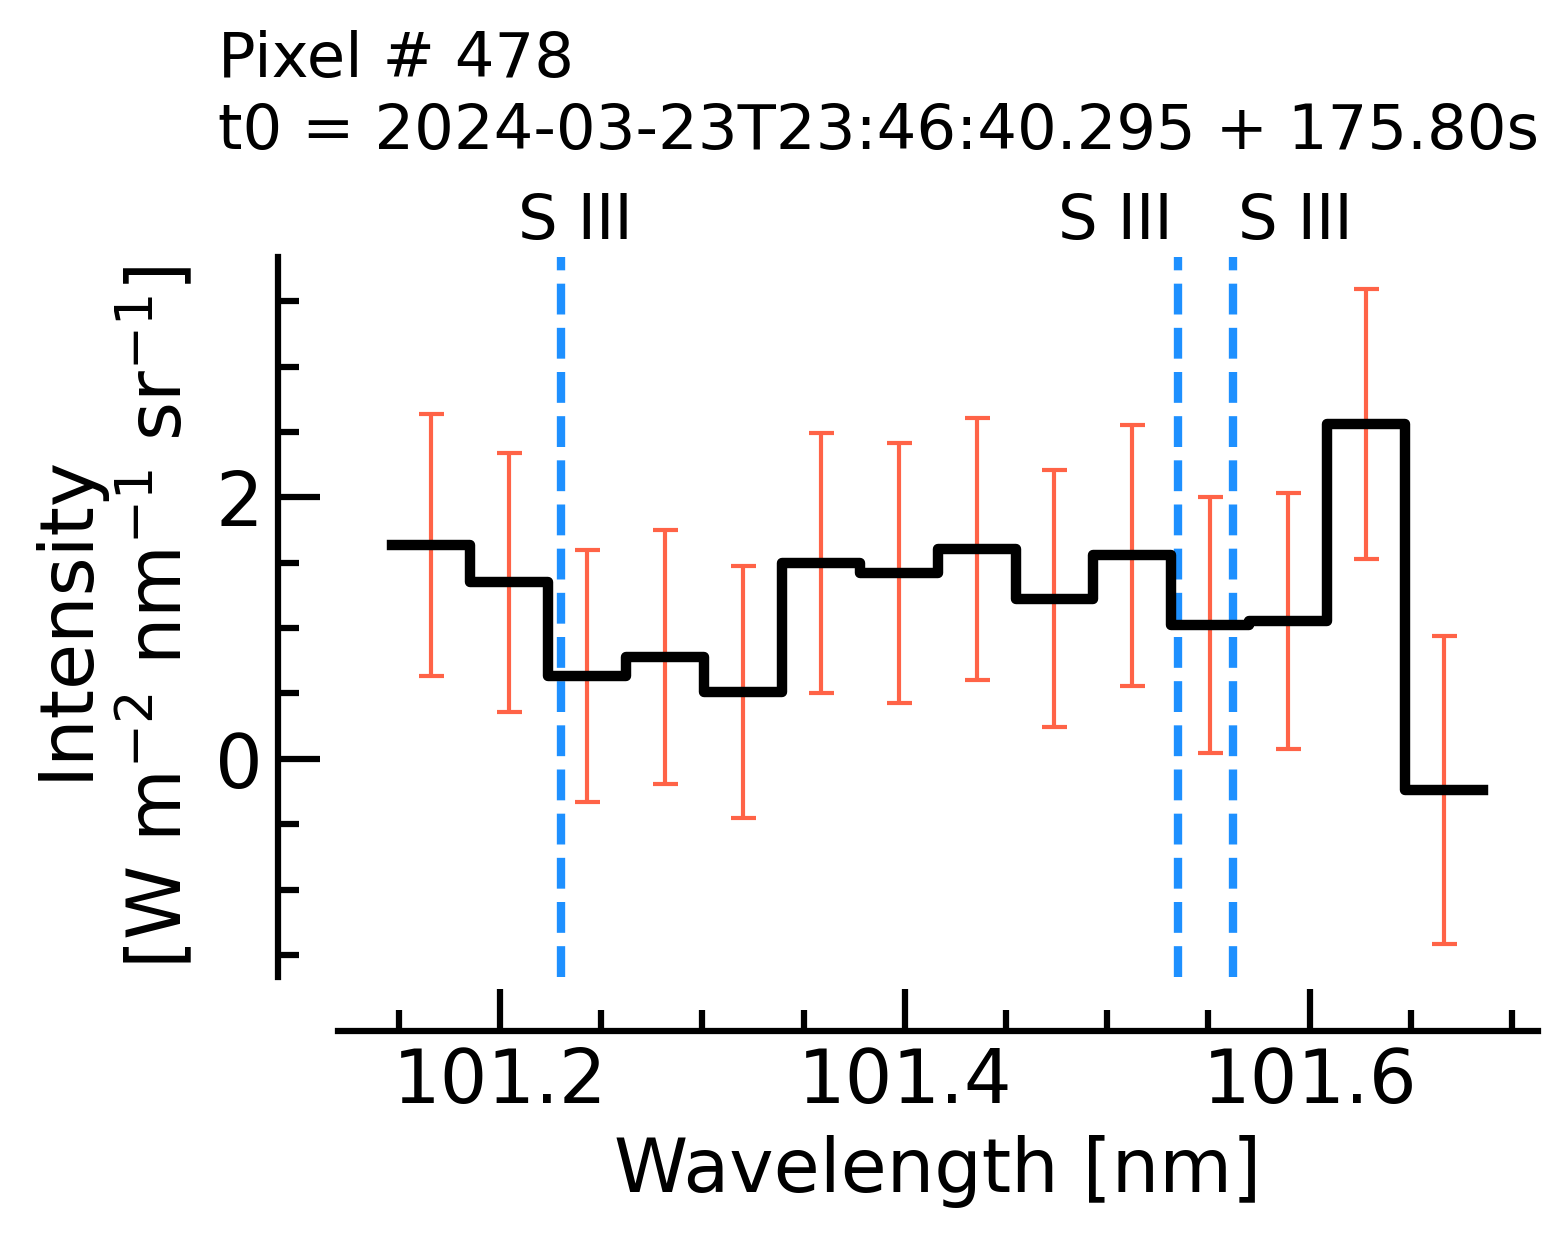 Pixel # 478
t0 = 2024-03-23T23:46:40.295 + 175.80s
S III S III S III
Intensity
[W m⁻² nm⁻¹ sr⁻¹]
2
0
101.2 101.4 101.6
Wavelength [nm]